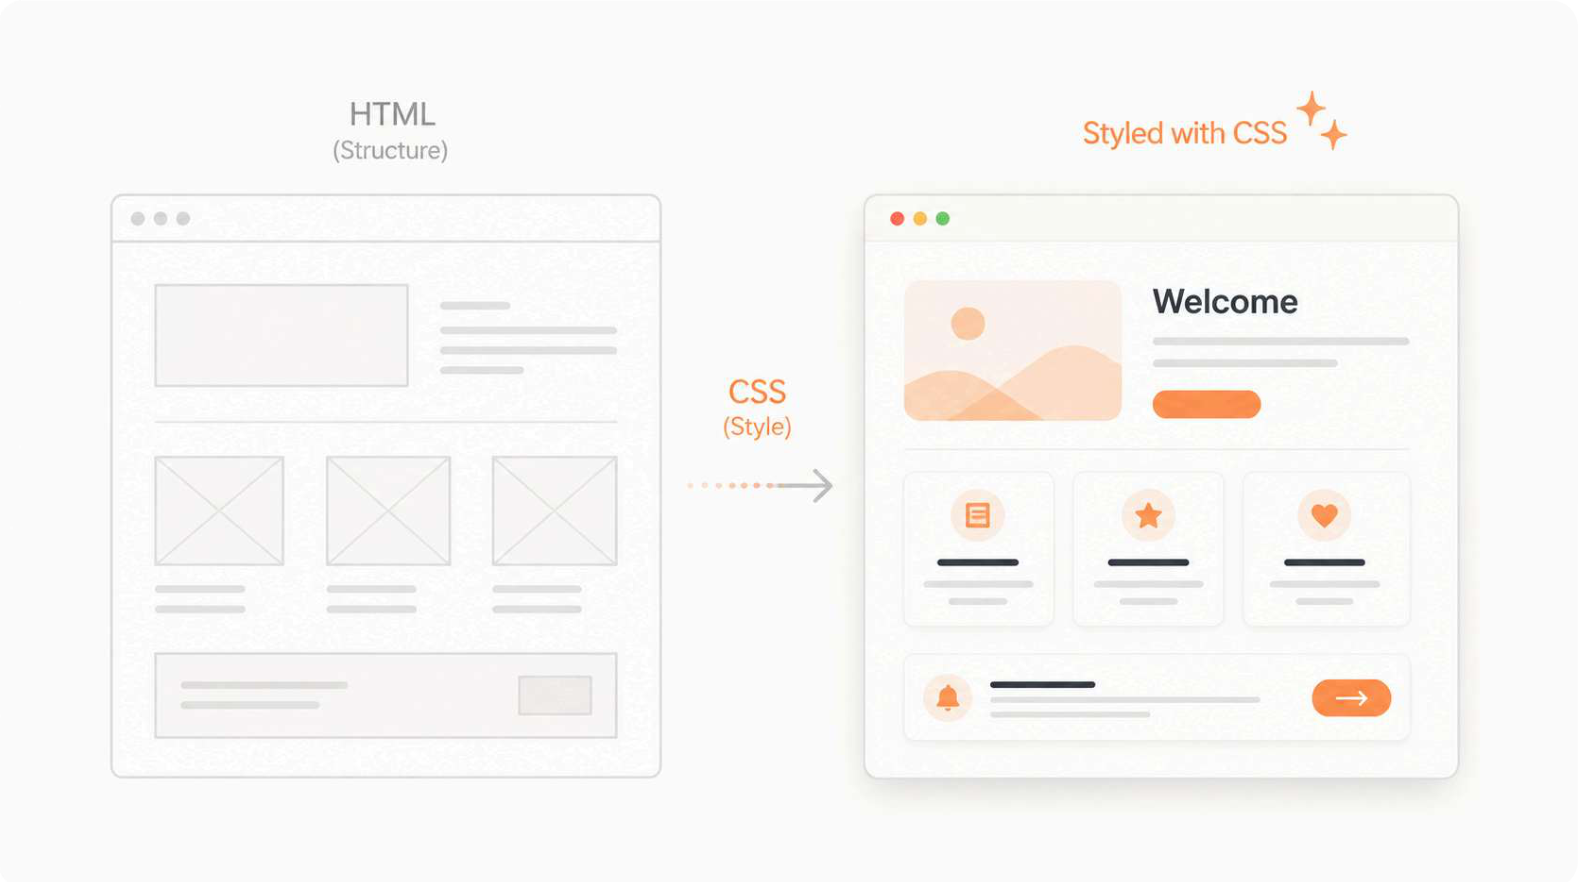 HTML
(Structure)
Styled with CSS
CSS
(Style)
Welcome